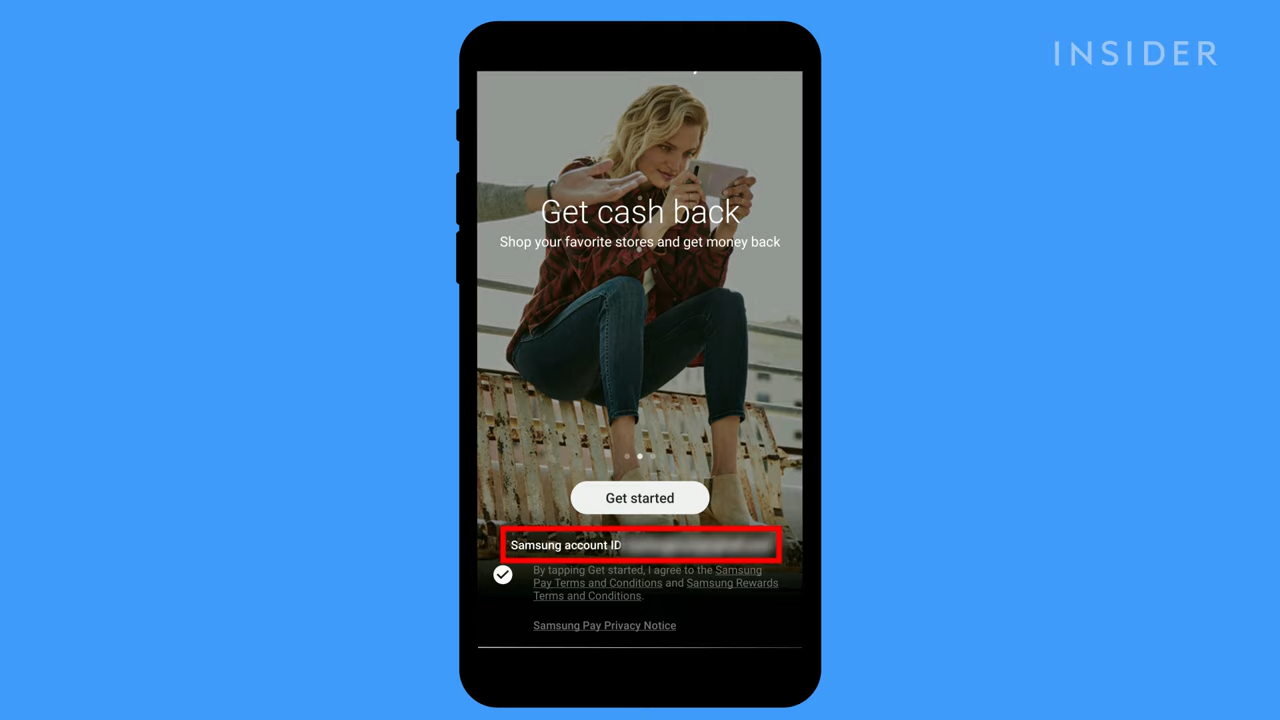 INSIDER
Get cash back
Shop your favorite stores and get money back
Get started
Samsung account ID
By tapping Get started, I agree to the Samsung
Pay Terms and Conditions and Samsung Rewards
Terms and Conditions.
Samsung Pay Privacy Notice